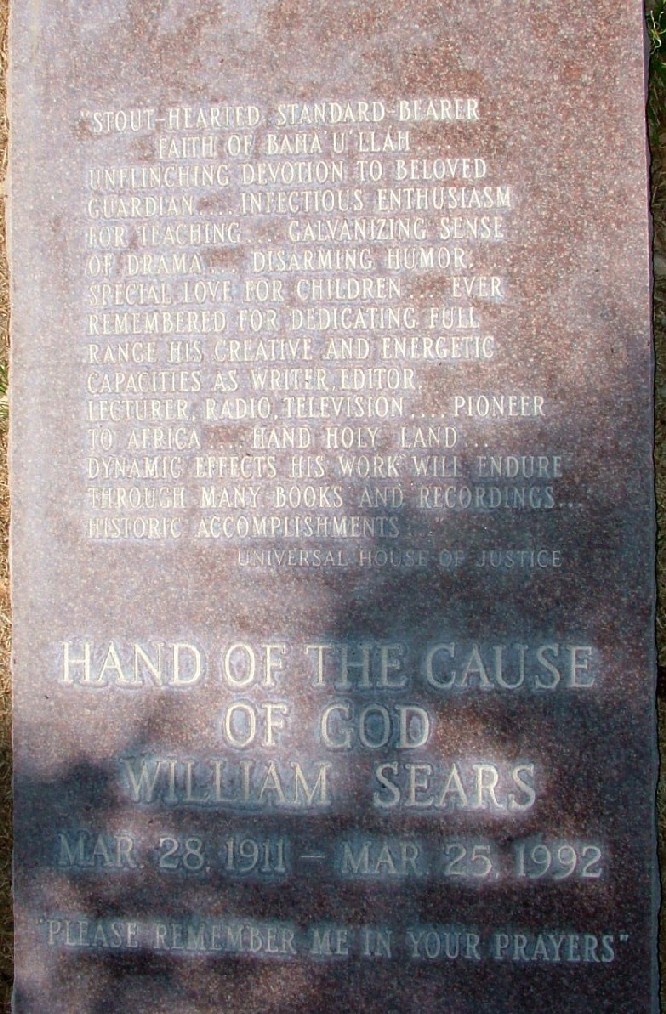 "STOUT-HEARTED STANDARD-BEARER
FAITH OF BAHA'U'LLÁH
UNFLINCHING DEVOTION TO BELOVED
GUARDIAN.... INFECTIOUS ENTHUSIASM
FOR TEACHING... GALVANIZING SENSE
OF DRAMA.... DISARMING HUMOR,
SPECIAL LOVE FOR CHILDREN.... EVER
REMEMBERED FOR DEDICATING FULL
RANGE HIS CREATIVE AND ENERGETIC
CAPACITIES AS WRITER, EDITOR,
LECTURER, RADIO, TELEVISION.... PIONEER
TO AFRICA.... HAND HOLY LAND...
DYNAMIC EFFECTS HIS WORK WILL ENDURE
THROUGH MANY BOOKS AND RECORDINGS...
HISTORIC ACCOMPLISHMENTS
UNIVERSAL HOUSE OF JUSTICE
HAND OF THE CAUSE
OF GOD
WILLIAM SEARS
MAR. 28, 1911 – MAR. 25, 1992
"PLEASE REMEMBER ME IN YOUR PRAYERS"